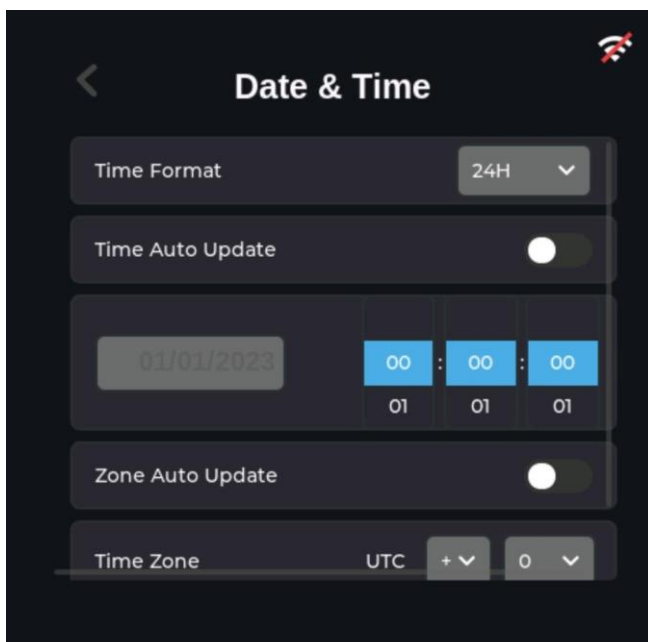 Date & Time
Time Format 24H
Time Auto Update
01/01/2023
00 : 00 : 00
01 01 01
Zone Auto Update
Time Zone UTC + 0